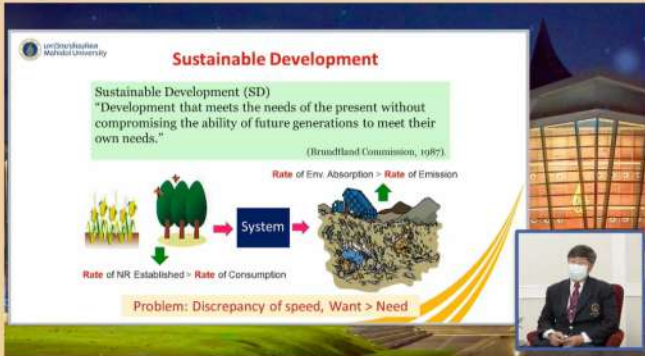 มหาวิทยาลัยมหิดล
Mahidol University
Sustainable Development
Sustainable Development (SD)
“Development that meets the needs of the present without
compromising the ability of future generations to meet their
own needs.”
(Brundtland Commission, 1987).
Rate of Env. Absorption > Rate of Emission
System
Rate of NR Established > Rate of Consumption
Problem: Discrepancy of speed, Want > Need